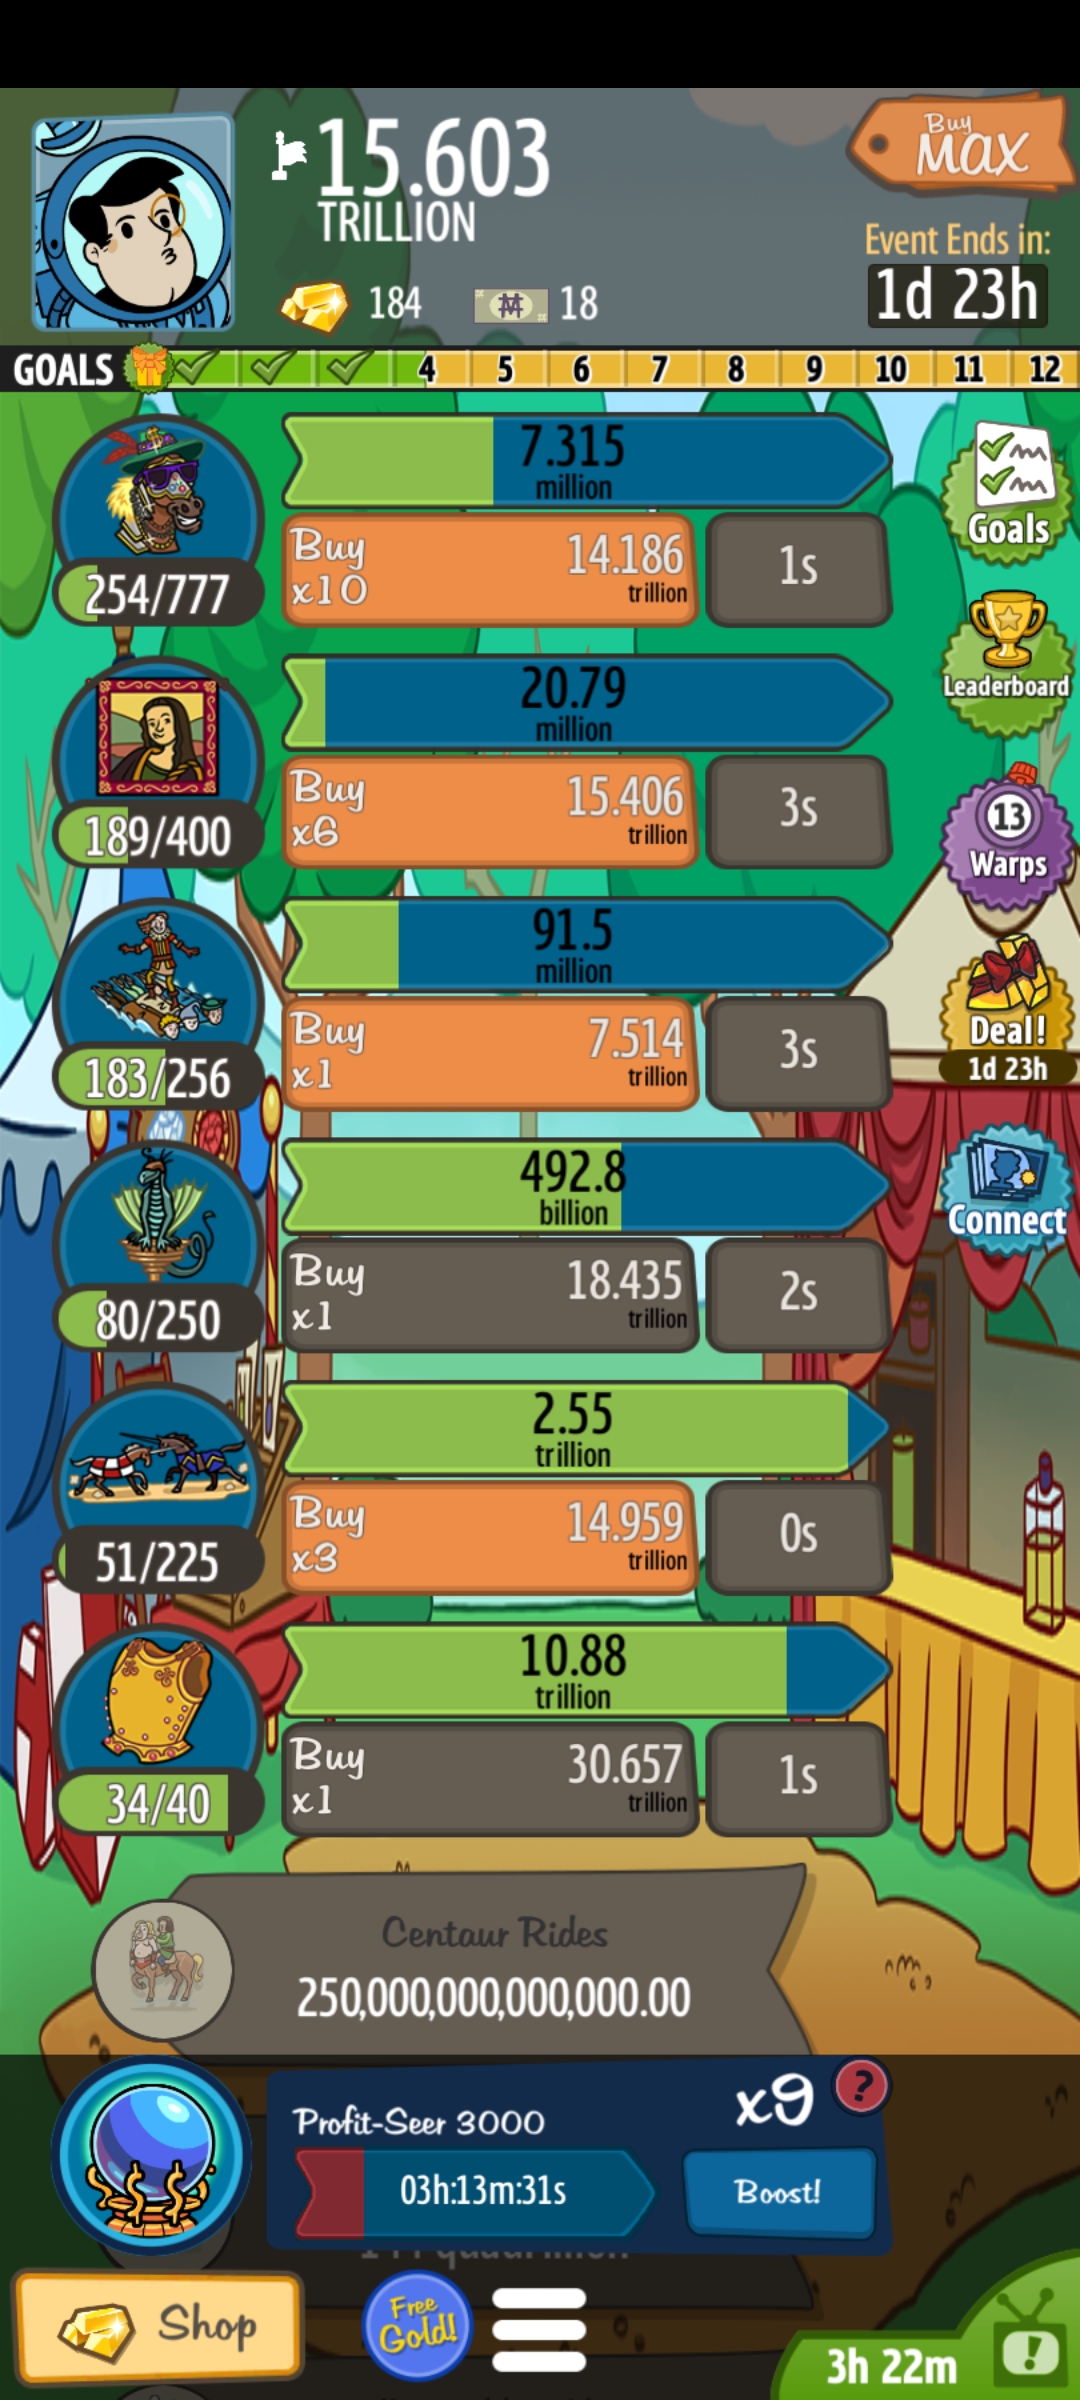 15.603
TRILLION
Buy
MAX
Event Ends in:
1d 23h
184
18
GOALS 4 5 6 7 8 9 10 11 12
7.315
million
Buy
x10
14.186
trillion
1s
254/777
Goals
20.79
million
Leaderboard
Buy
x6
15.406
trillion
3s
189/400
13
Warps
91.5
million
Buy
x1
7.514
trillion
3s
183/256
Deal!
1d 23h
492.8
billion
Connect
Buy
x1
18.435
trillion
2s
80/250
2.55
trillion
Buy
x3
14.959
trillion
0s
51/225
10.88
trillion
Buy
x1
30.657
trillion
1s
34/40
Centaur Rides
250,000,000,000,000.00
Profit-Seer 3000
x9
?
03h:13m:31s
Boost!
Shop
Free
Gold!
3h 22m
!